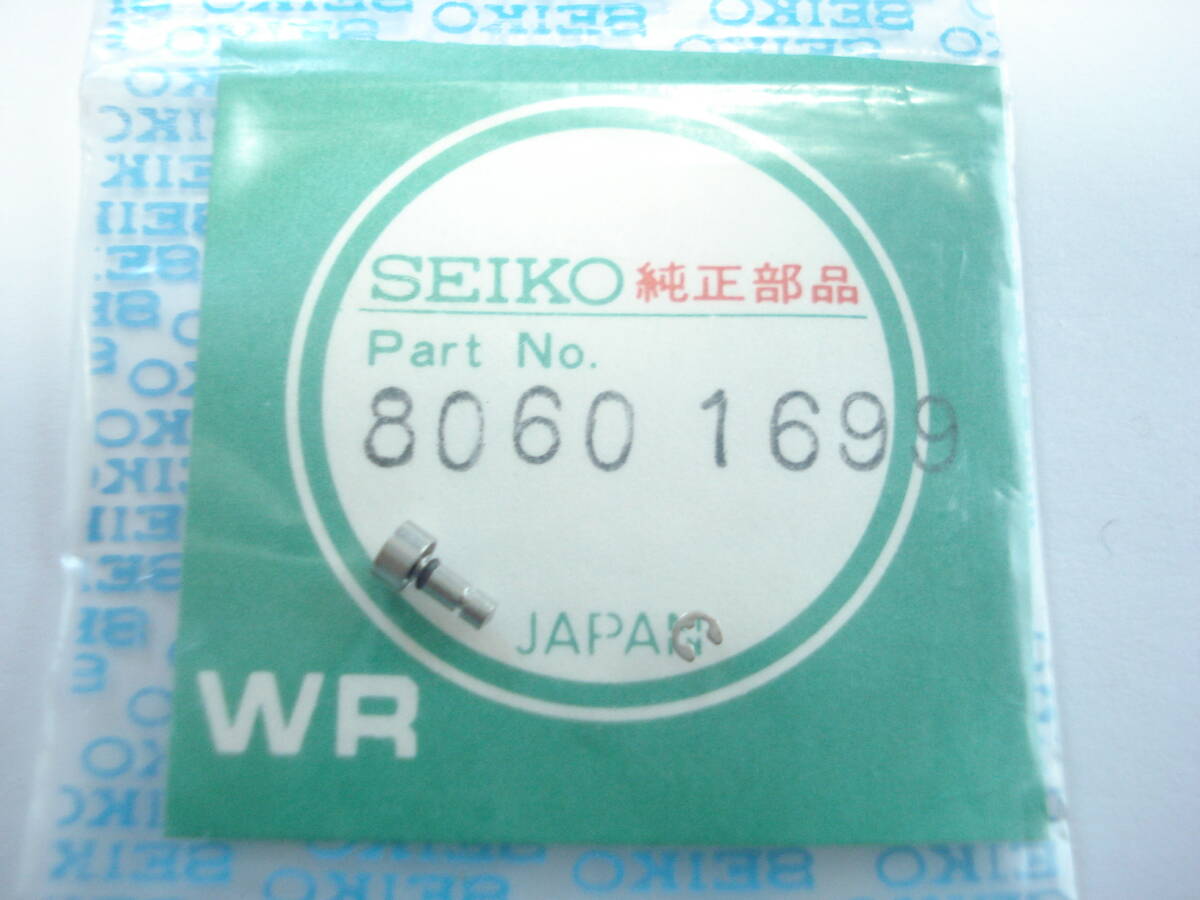 SEIKO 純正部品
Part No.
8060 1699
JAPAN
WR